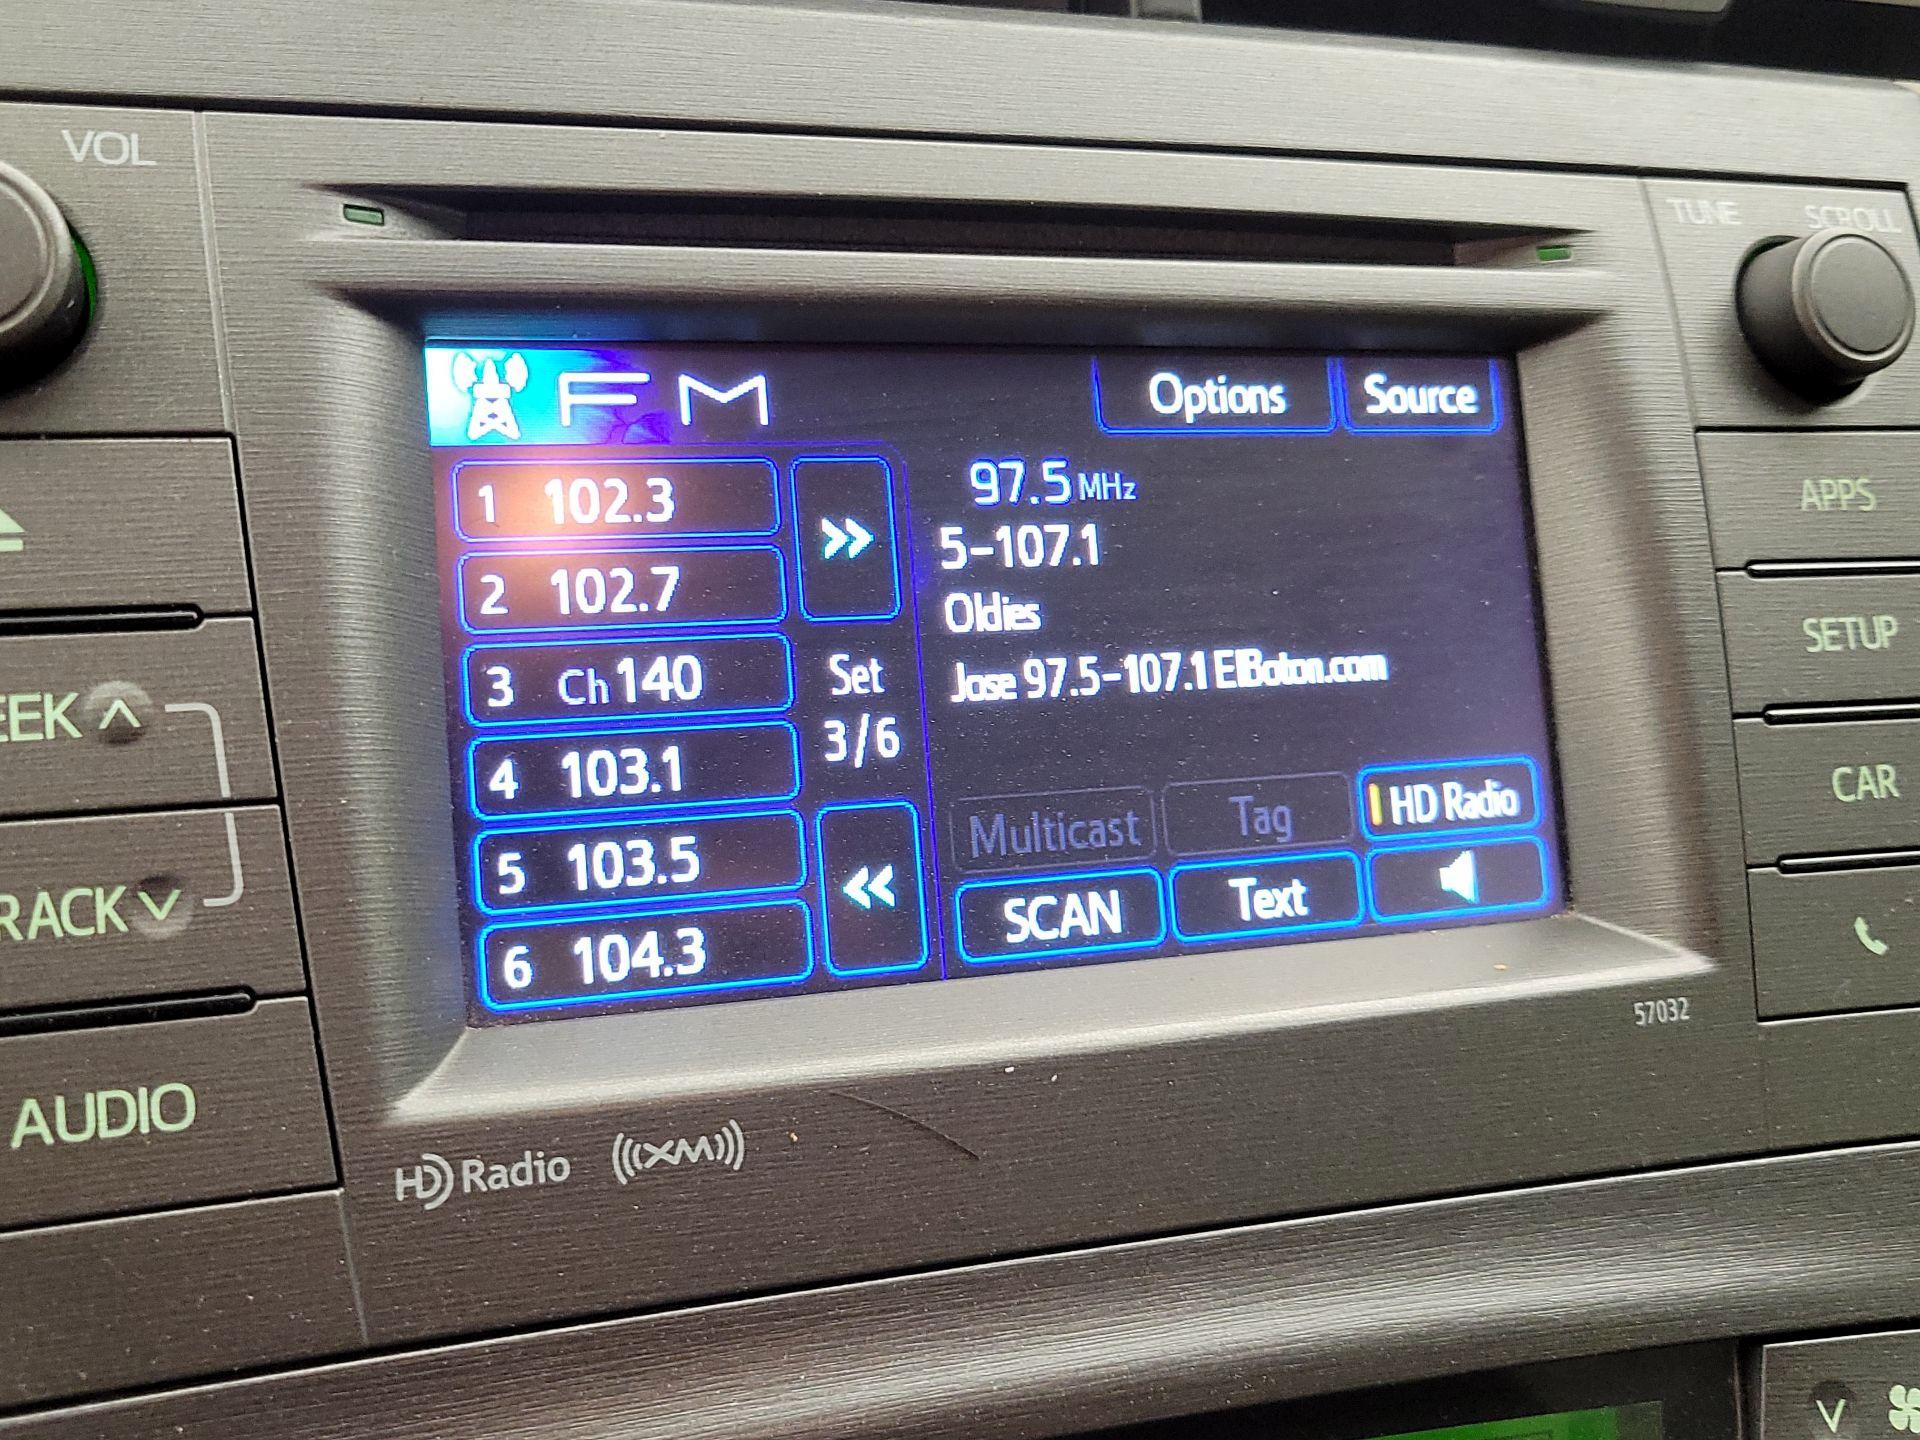 VOL
TUNE SCROLL
FM
Options
Source
1 102.3
2 102.7
3 Ch 140
4 103.1
5 103.5
6 104.3
»
Set
3/6
«
97.5 MHz
5-107.1
Oldies
Jose 97.5-107.1 ElBoton.com
Multicast
Tag
HD Radio
SCAN
Text
EEK
RACK
AUDIO
APPS
SETUP
CAR
57032
HD Radio
((XM))